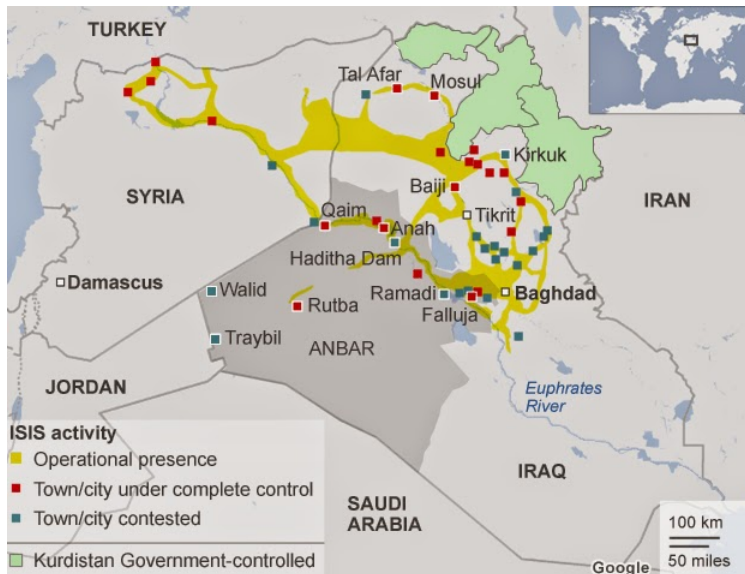 TURKEY
Tal Afar
Mosul
Kirkuk
SYRIA
Baiji
IRAN
Qaim
Tikrit
Anah
Haditha Dam
Damascus
Walid
Ramadi
Baghdad
Rutba
Falluja
Traybil
ANBAR
JORDAN
Euphrates
River
ISIS activity
Operational presence
IRAQ
Town/city under complete control
SAUDI
ARABIA
Town/city contested
100 km
50 miles
Kurdistan Government-controlled
Google